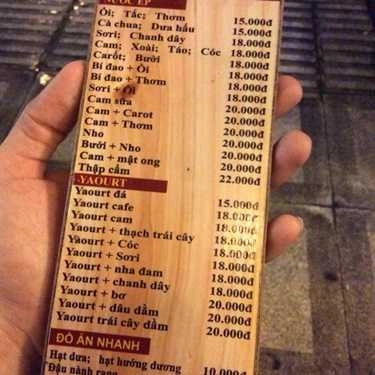 NƯỚC ÉP
Ổi; Tắc; Thơm 15.000đ
Cà chua; Dưa hấu 15.000đ
Sơri; Chanh dây 18.000đ
Cam; Xoài; Táo; Cóc 18.000đ
Carốt; Bưởi 18.000đ
Bí đao + Ổi 18.000đ
Bí đao + Thơm 18.000đ
Sơri + Ổi 18.000đ
Cam sữa 20.000đ
Cam + Carot 20.000đ
Cam + Thơm 20.000đ
Nho 20.000đ
Bưởi + Nho 20.000đ
Cam + mật ong 20.000đ
Thập cẩm 22.000đ
YAOURT
Yaourt đá 15.000đ
Yaourt cafe 18.000đ
Yaourt cam 18.000đ
Yaourt + thạch trái cây 18.000đ
Yaourt + Cóc 18.000đ
Yaourt + Sơri 18.000đ
Yaourt + nha đam 18.000đ
Yaourt + chanh dây 18.000đ
Yaourt + bơ 20.000đ
Yaourt + dâu dầm 20.000đ
Yaourt trái cây dầm 20.000đ
ĐỒ ĂN NHANH
Hạt dưa; hạt hướng dương 10.000đ
Đậu nành rang